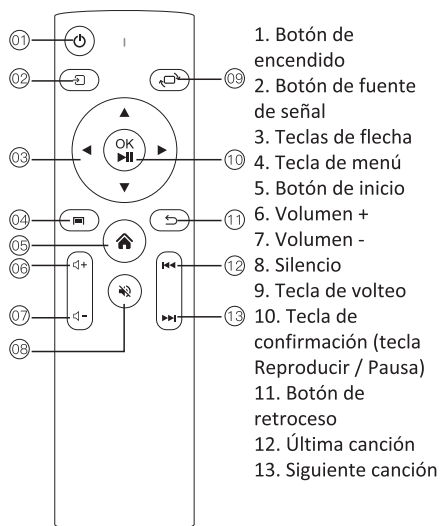 01
02
03
04
05
06
07
08
09
10
11
12
13
OK
1. Botón de
encendido
2. Botón de fuente
de señal
3. Teclas de flecha
4. Tecla de menú
5. Botón de inicio
6. Volumen +
7. Volumen -
8. Silencio
9. Tecla de volteo
10. Tecla de
confirmación (tecla
Reproducir / Pausa)
11. Botón de
retroceso
12. Última canción
13. Siguiente canción